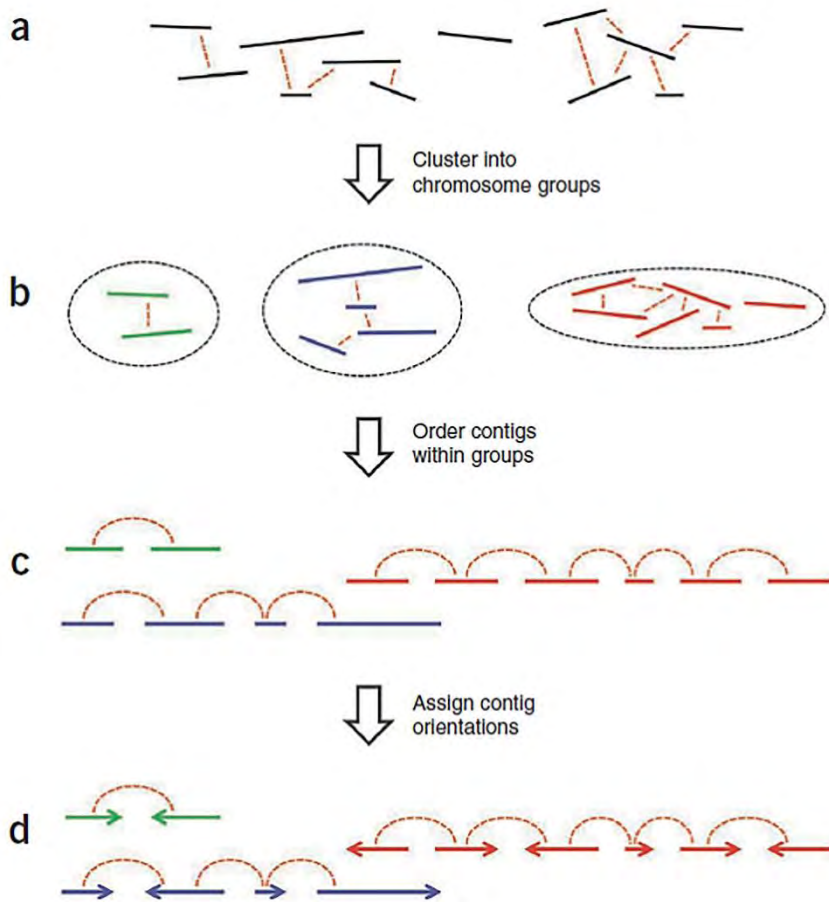 a
Cluster into
chromosome groups
b
Order contigs
within groups
c
Assign contig
orientations
d